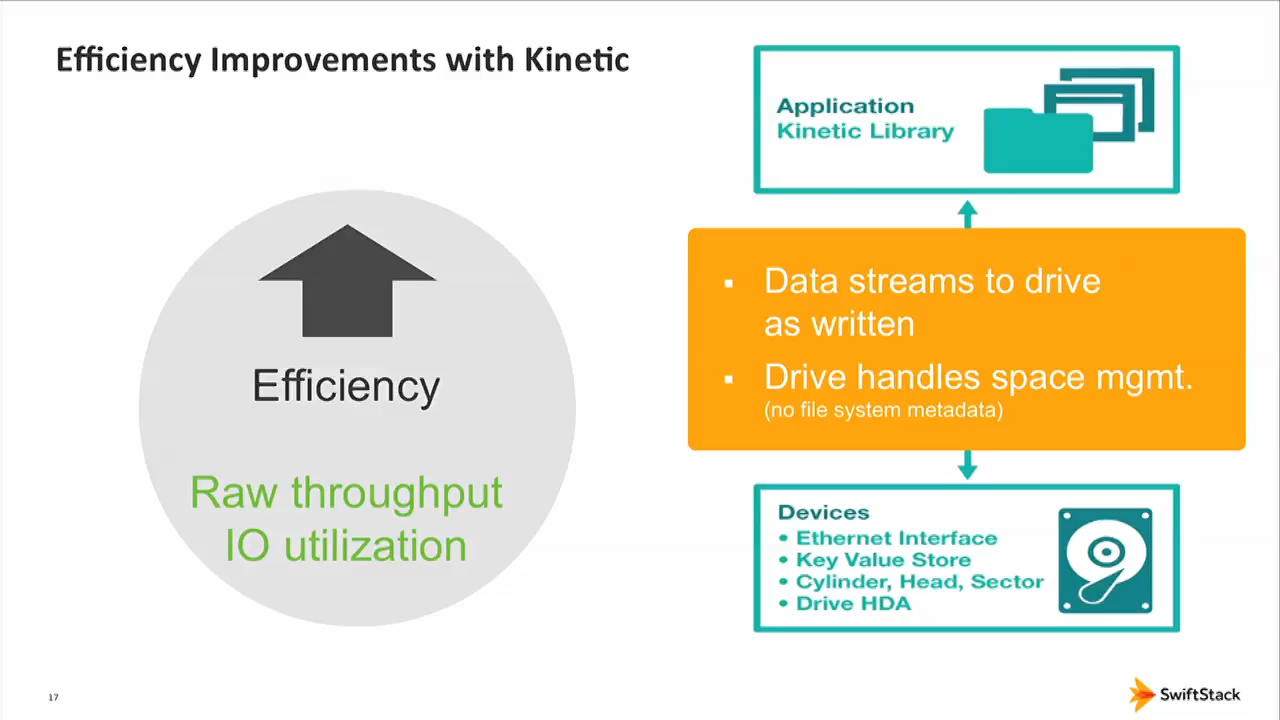 Efficiency Improvements with Kinetic
Efficiency
Raw throughput
IO utilization
Application
Kinetic Library
▪ Data streams to drive
as written
▪ Drive handles space mgmt.
(no file system metadata)
Devices
• Ethernet Interface
• Key Value Store
• Cylinder, Head, Sector
• Drive HDA
17
SwiftStack